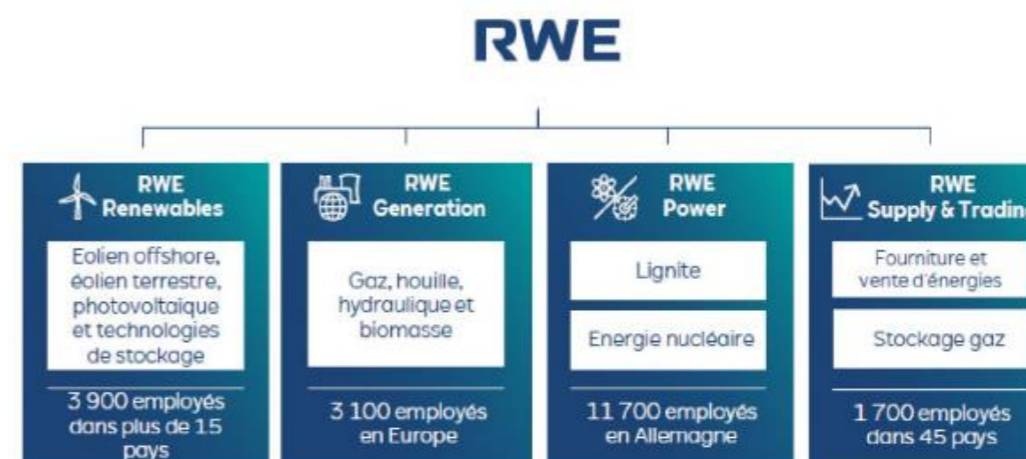 RWE
RWE
Renewables
Eolien offshore,
éolien terrestre,
photovoltaïque
et technologies
de stockage
3 900 employés
dans plus de 15
pays
RWE
Generation
Gaz, houille,
hydraulique et
biomasse
3 100 employés
en Europe
RWE
Power
Lignite
Energie nucléaire
11 700 employés
en Allemagne
RWE
Supply & Tradin
Fourniture et
vente d'énergies
Stockage gaz
1 700 employés
dans 45 pays